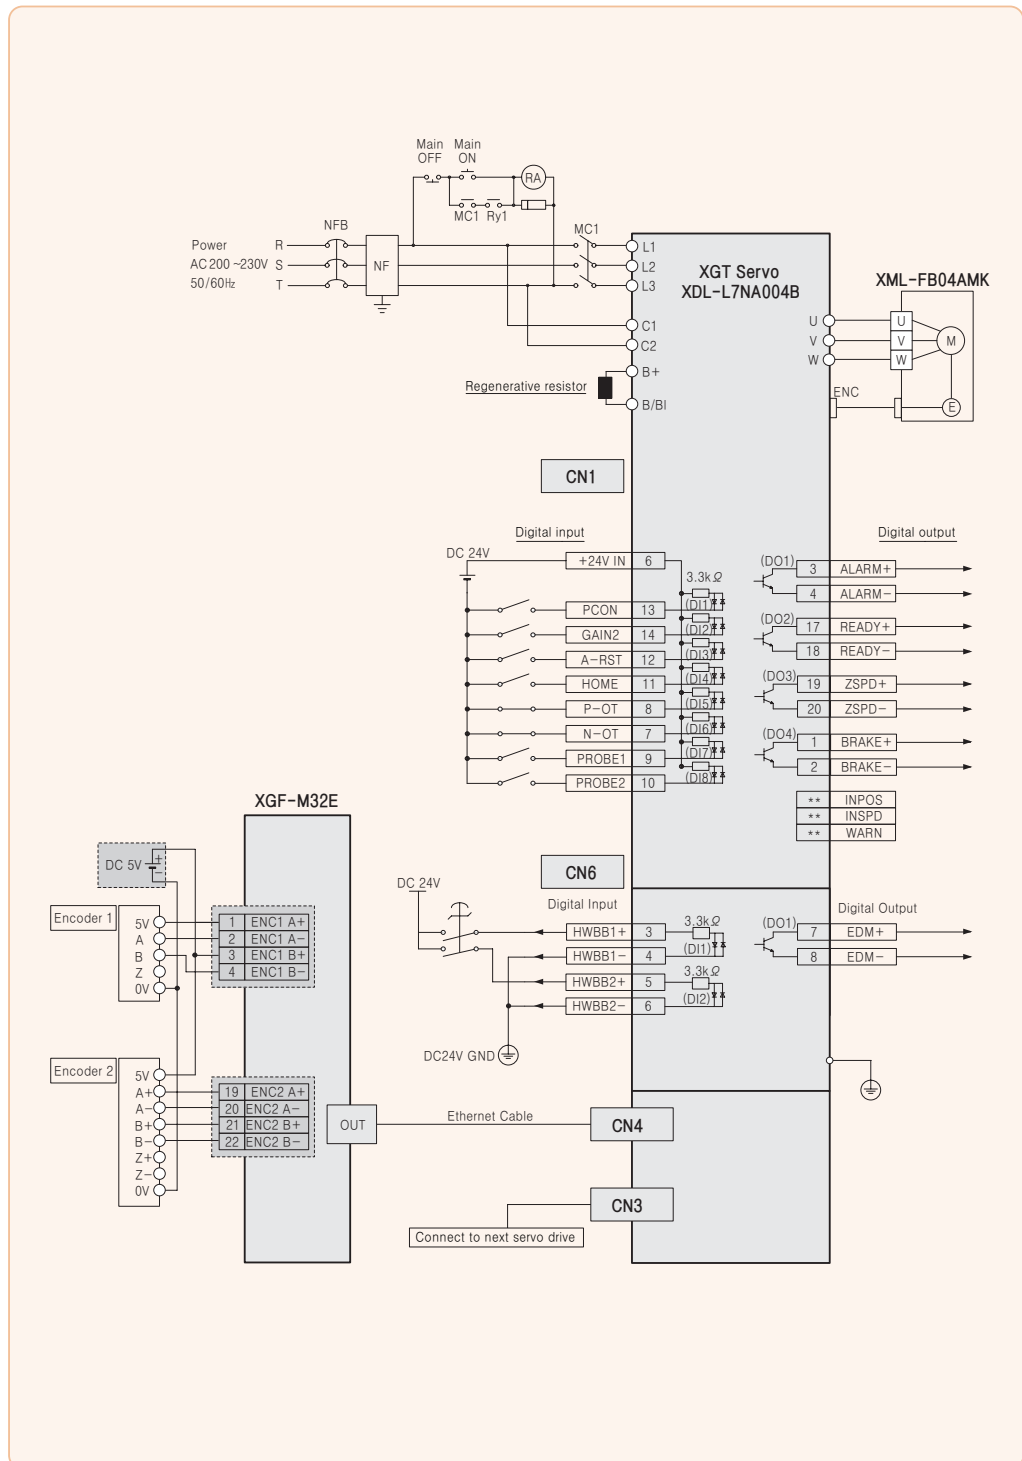 Main OFF
Main ON
RA
MC1
Ry1
NFB
MC1
Power
AC 200 ~230V
50/60Hz
R
S
T
NF
L1
L2
L3
C1
C2
B+
B/BI
Regenerative resistor
XGT Servo
XDL-L7NA004B
XML-FB04AMK
U
V
W
U
V
W
M
ENC
E
CN1
Digital input
Digital output
DC 24V
+24V IN 6
3.3kΩ
PCON 13 (DI1)
GAIN2 14 (DI2)
A-RST 12 (DI3)
HOME 11 (DI4)
P-OT 8 (DI5)
N-OT 7 (DI6)
PROBE1 9 (DI7)
PROBE2 10 (DI8)
(DO1) 3 ALARM+
4 ALARM-
(DO2) 17 READY+
18 READY-
(DO3) 19 ZSPD+
20 ZSPD-
(DO4) 1 BRAKE+
2 BRAKE-
** INPOS
** INSPD
** WARN
CN6
DC 24V
Digital Input
Digital Output
HWBB1+ 3 3.3kΩ
HWBB1- 4 (DI1)
HWBB2+ 5 3.3kΩ
HWBB2- 6 (DI2)
DC24V GND
(DO1) 7 EDM+
8 EDM-
XGF-M32E
DC 5V + -
Encoder 1
5V
A
B
Z
0V
1 ENC1 A+
2 ENC1 A-
3 ENC1 B+
4 ENC1 B-
Encoder 2
5V
A+
A-
B+
B-
Z+
Z-
0V
19 ENC2 A+
20 ENC2 A-
21 ENC2 B+
22 ENC2 B-
OUT
Ethernet Cable
CN4
CN3
Connect to next servo drive